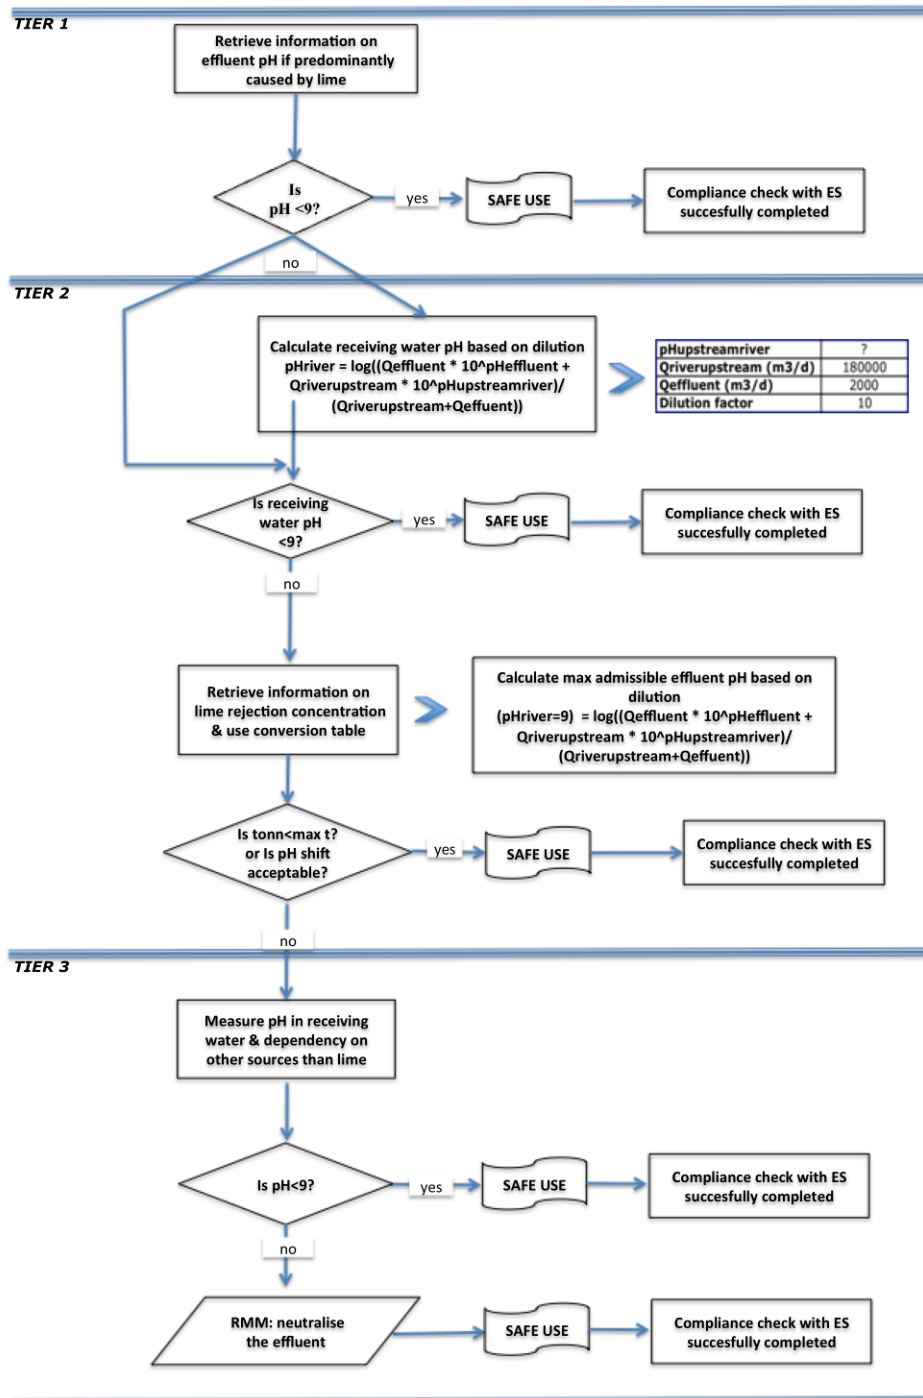 TIER 1
Retrieve information on
effluent pH if predominantly
caused by lime
Is
pH <9?
yes
SAFE USE
Compliance check with ES
succesfully completed
no
TIER 2
Calculate receiving water pH based on dilution
pHriver = log((Qeffluent * 10^pHeffluent +
Qriverupstream * 10^pHupstreamriver)/
(Qriverupstream+Qeffuent))
pHupstreamriver ?
Qriverupstream (m3/d) 180000
Qeffluent (m3/d) 2000
Dilution factor 10
Is receiving
water pH
<9?
yes
SAFE USE
Compliance check with ES
succesfully completed
no
Retrieve information on
lime rejection concentration
& use conversion table
Calculate max admissible effluent pH based on
dilution
(pHriver=9) = log((Qeffluent * 10^pHeffluent +
Qriverupstream * 10^pHupstreamriver)/
(Qriverupstream+Qeffuent))
Is tonn<max t?
or Is pH shift
acceptable?
yes
SAFE USE
Compliance check with ES
succesfully completed
no
TIER 3
Measure pH in receiving
water & dependency on
other sources than lime
Is pH<9?
yes
SAFE USE
Compliance check with ES
succesfully completed
no
RMM: neutralise
the effluent
SAFE USE
Compliance check with ES
succesfully completed